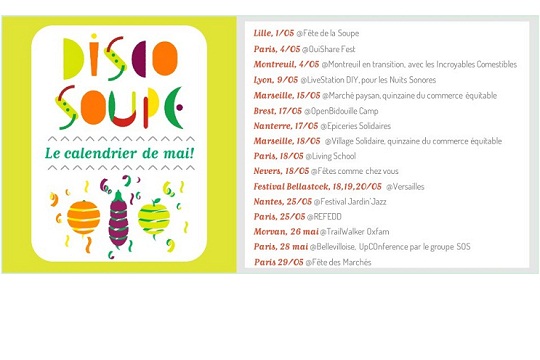 DiSCO
SOUPE
Le calendrier de mai!
Lille, 1/05 @Fête de la Soupe
Paris, 4/05 @OuiShare Fest
Montreuil, 4/05 @Montreuil en transition, avec les Incroyables Comestibles
Lyon, 9/05 @LiveStation DIY, pour les Nuits Sonores
Marseille, 15/05 @Marché paysan, quinzaine du commerce équitable
Brest, 17/05 @OpenBidouille Camp
Nanterre, 17/05 @Epiceries Solidaires
Marseille, 18/05 @Village Solidaire, quinzaine du commerce équitable
Paris, 18/05 @Living School
Nevers, 18/05 @Fêtes comme chez vous
Festival Bellastock, 18,19,20/05 @Versailles
Nantes, 25/05 @Festival Jardin'Jazz
Paris, 25/05 @REFEDD
Morvan, 26 mai @TrailWalker Oxfam
Paris, 28 mai @Bellevilloise, UpCOnference par le groupe SOS
Paris 29/05 @Fête des Marchés